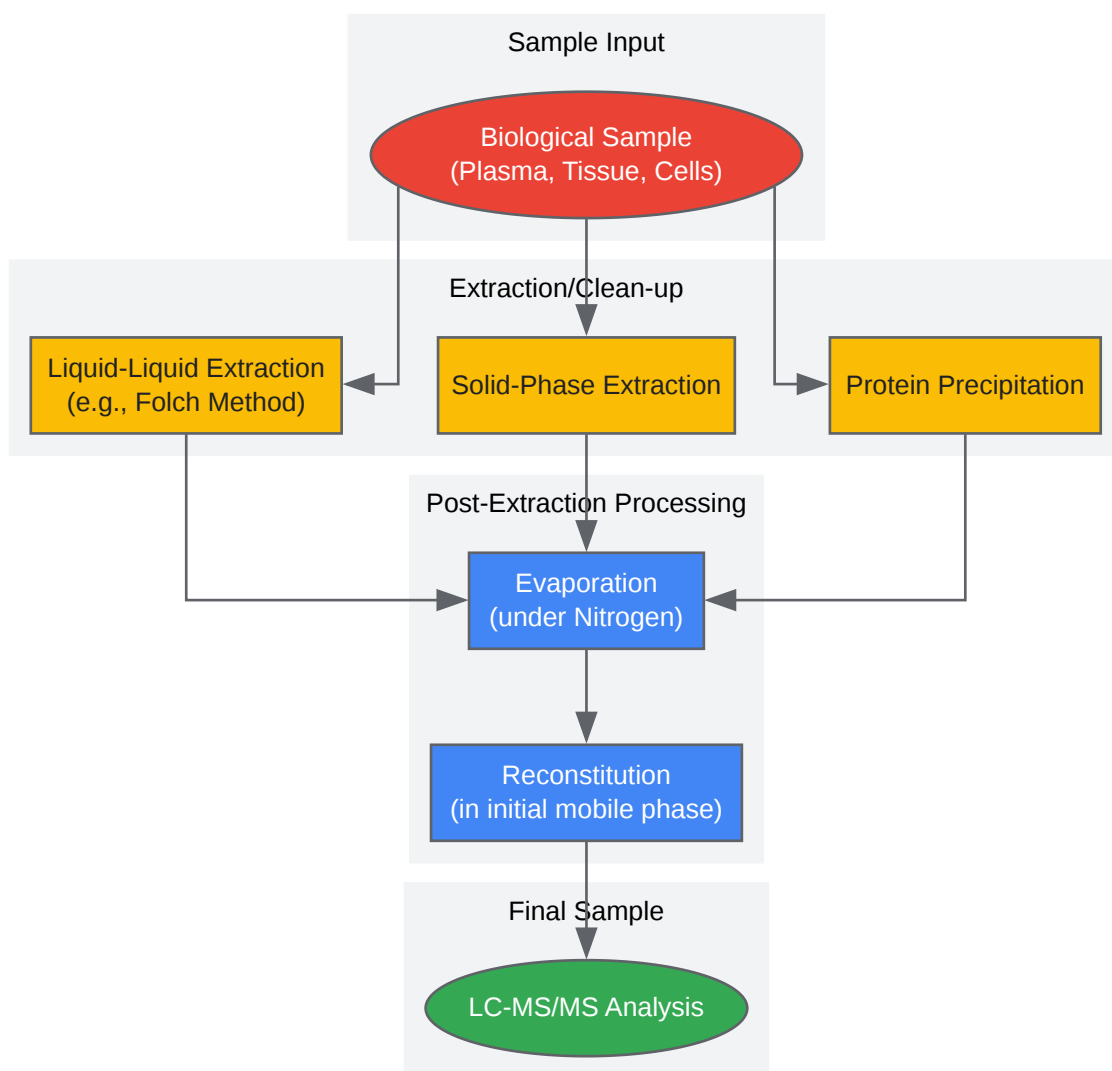 Sample Input
Biological Sample
(Plasma, Tissue, Cells)
Extraction/Clean-up
Liquid-Liquid Extraction
(e.g., Folch Method)
Solid-Phase Extraction
Protein Precipitation
Post-Extraction Processing
Evaporation
(under Nitrogen)
Reconstitution
(in initial mobile phase)
Final Sample
LC-MS/MS Analysis